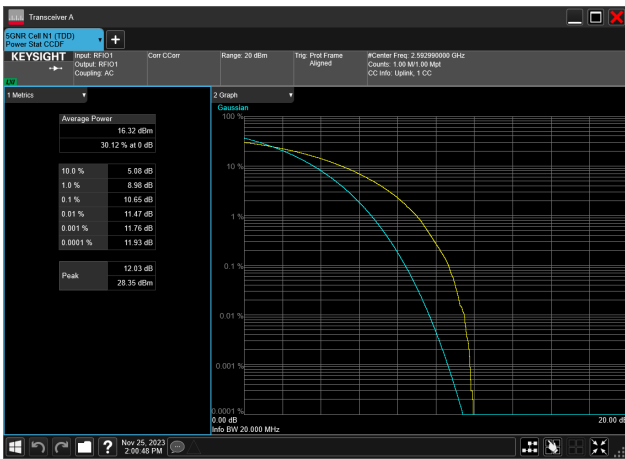 Transceiver A
5GNR Cell N1 (TDD)
Power Stat CCDF
KEYSIGHT
Input: RFIO1
Output: RFIO1
Coupling: AC
Corr CCorr
Range: 20 dBm
Trig: Prot Frame
Aligned
#Center Freq: 2.592990000 GHz
Counts: 1.00 M/1.00 Mpt
CC Info: Uplink, 1 CC
1 Metrics
Average Power
16.32 dBm
30.12 % at 0 dB
10.0 % 5.08 dB
1.0 % 8.98 dB
0.1 % 10.65 dB
0.01 % 11.47 dB
0.001 % 11.76 dB
0.0001 % 11.93 dB
Peak
12.03 dB
28.35 dBm
2 Graph
Gaussian
100 %
10 %
1 %
0.1 %
0.01 %
0.001 %
0.0001 %
0.00 dB 20.00 dB
Info BW 20.000 MHz
Nov 25, 2023
2:00:48 PM